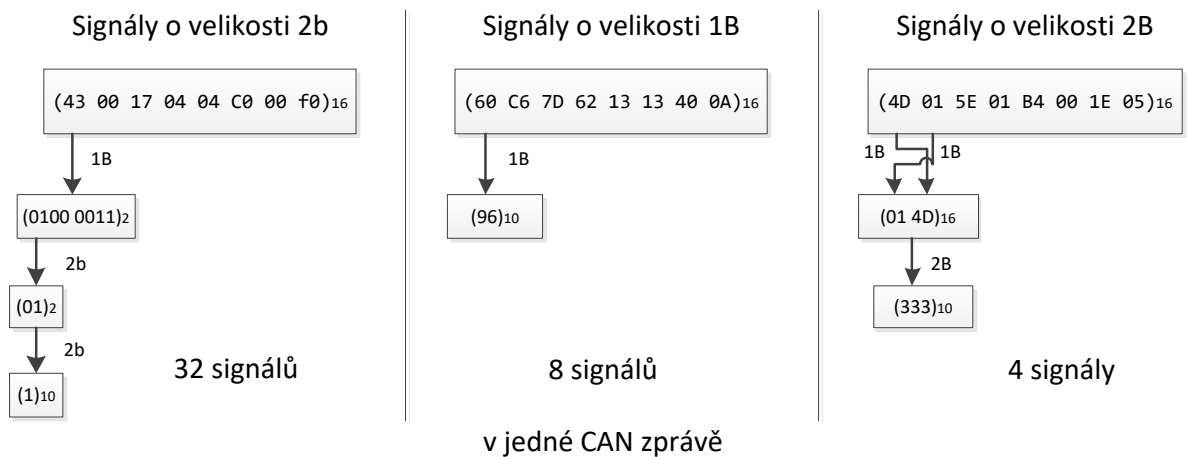 Signály o velikosti 2b
(43 00 17 04 04 C0 00 f0)16
1B
(0100 0011)2
2b
(01)2
2b
(1)10
32 signálů
Signály o velikosti 1B
(60 C6 7D 62 13 13 40 0A)16
1B
(96)10
8 signálů
Signály o velikosti 2B
(4D 01 5E 01 B4 00 1E 05)16
1B 1B
(01 4D)16
2B
(333)10
4 signály
v jedné CAN zprávě